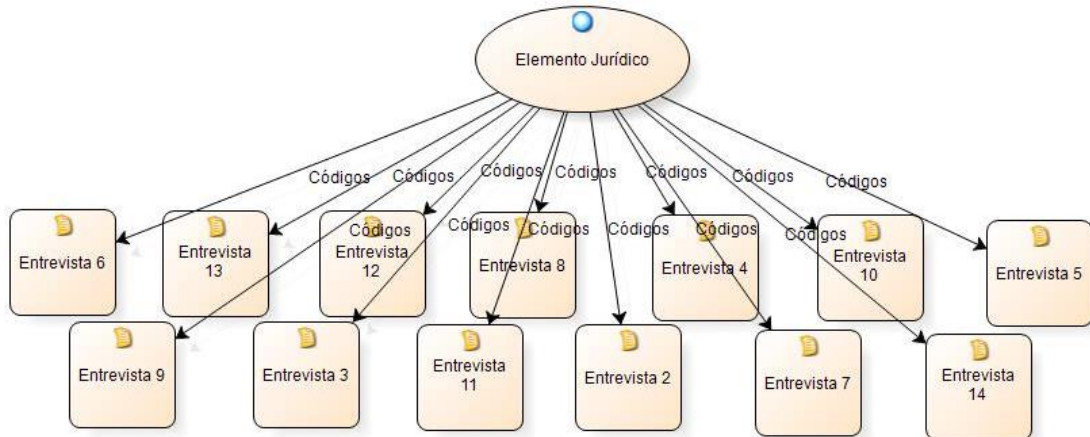 Elemento Jurídico
Códigos
Códigos
Códigos
Códigos
Códigos
Códigos
Códigos
Códigos
Códigos
Códigos
Códigos
Códigos
Códigos
Entrevista 6
Entrevista
13
Entrevista
12
Entrevista 8
Entrevista 4
Entrevista
10
Entrevista 5
Entrevista 9
Entrevista 3
Entrevista
11
Entrevista 2
Entrevista 7
Entrevista
14